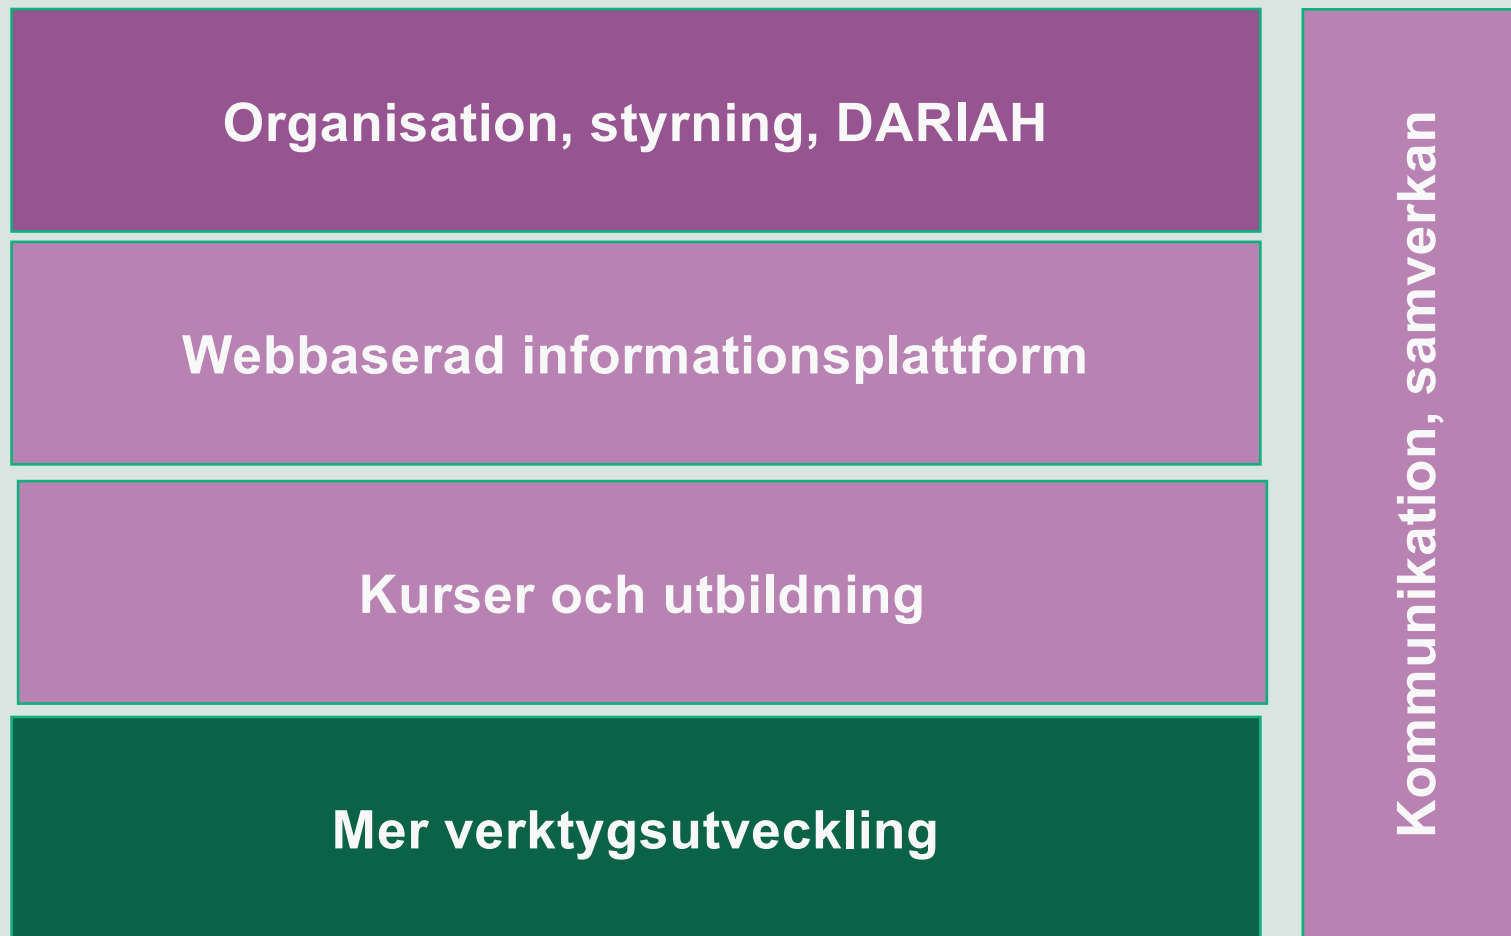 Organisation, styrning, DARIAH
Webbaserad informationsplattform
Kurser och utbildning
Mer verktygsutveckling
Kommunikation, samverkan